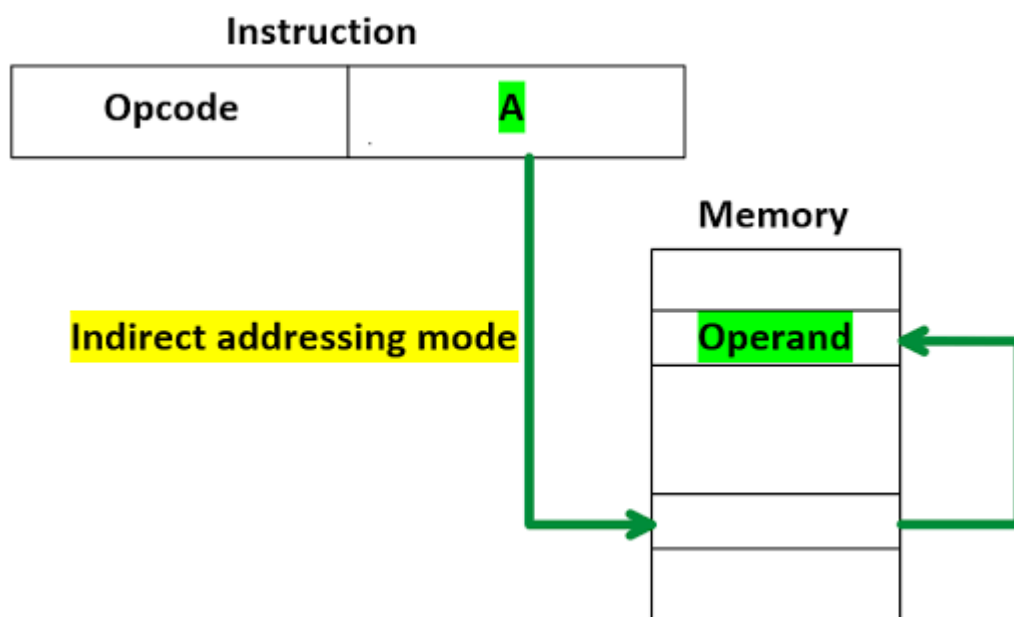 Instruction
Opcode
A
Memory
Indirect addressing mode
Operand